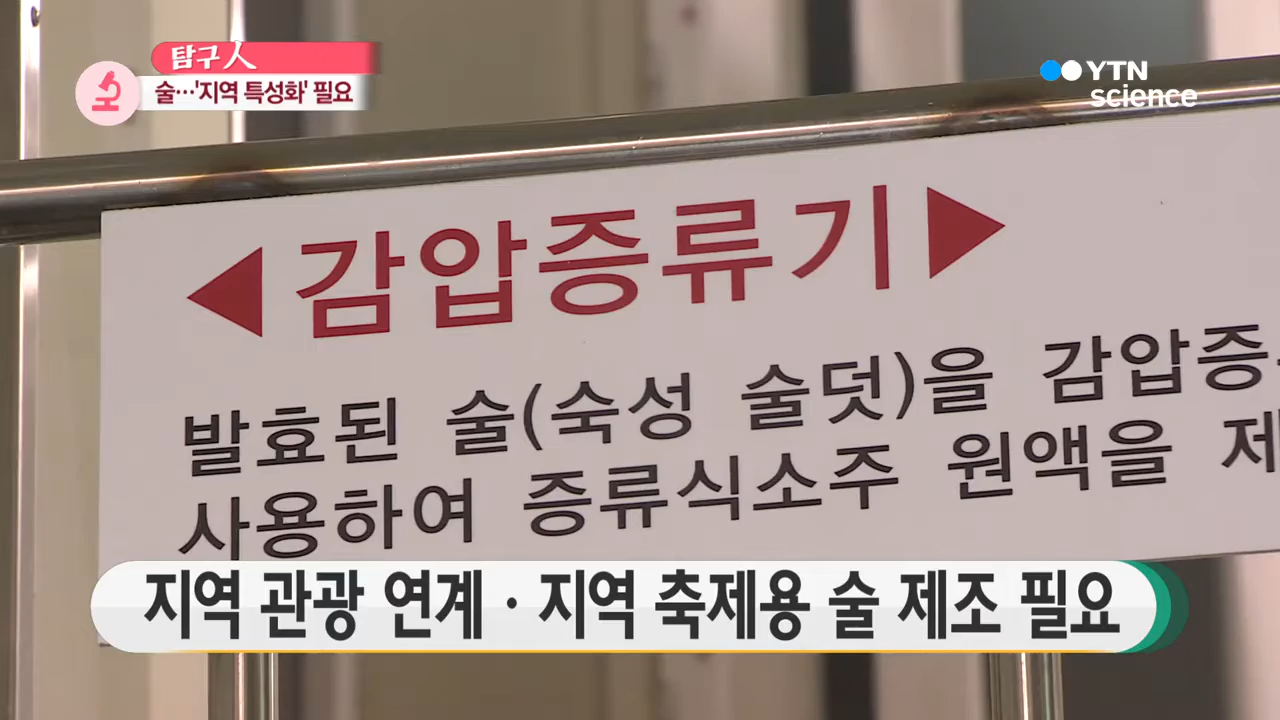 탐구人
술…'지역 특성화' 필요
YTN
science
◀감압증류기▶
발효된 술(숙성 술덧)을 감압증
사용하여 증류식소주 원액을 제
지역 관광 연계·지역 축제용 술 제조 필요